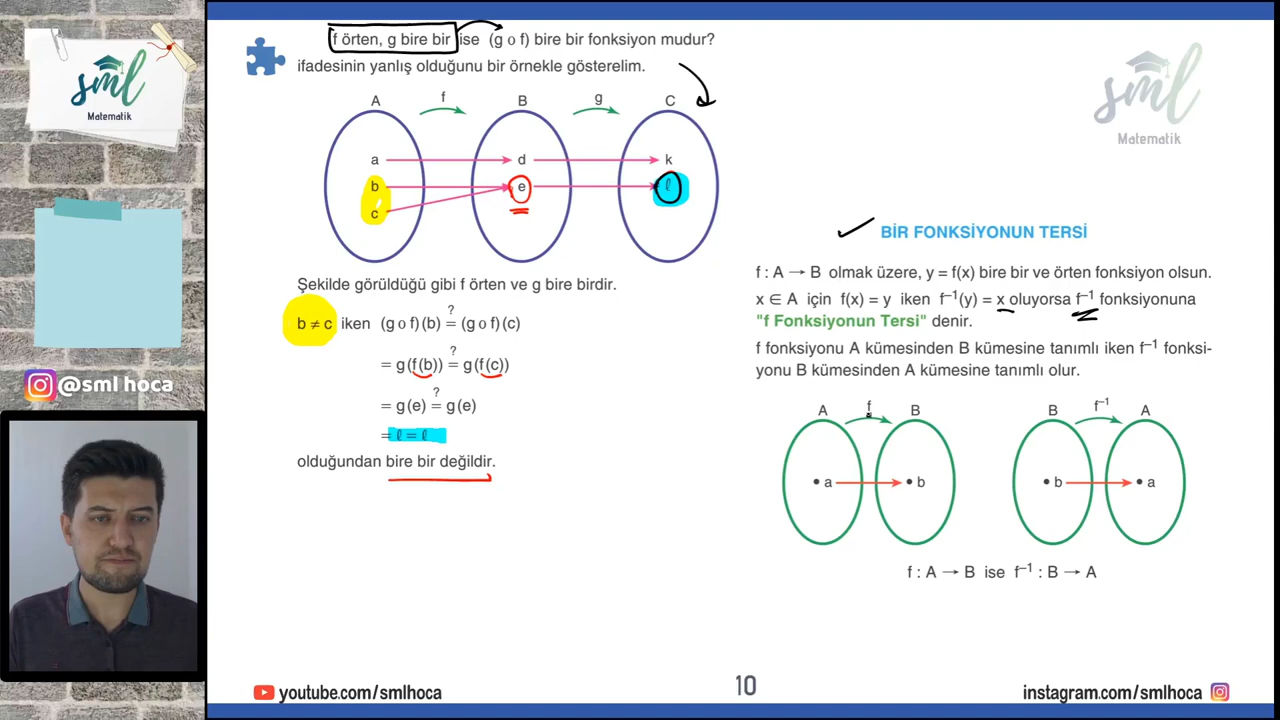 sml
Matematik
@sml hoca
f örten, g bire bir ise (g o f) bire bir fonksiyon mudur?
ifadesinin yanlış olduğunu bir örnekle gösterelim.
A f B g C
a d k
b e ℓ
c
Şekilde görüldüğü gibi f örten ve g bire birdir.
b ≠ c iken (g o f)(b) ≟ (g o f)(c)
= g(f(b)) ≟ g(f(c))
= g(e) ≟ g(e)
= ℓ = ℓ
olduğundan bire bir değildir.
sml
Matematik
BİR FONKSİYONUN TERSİ
f : A → B olmak üzere, y = f(x) bire bir ve örten fonksiyon olsun.
x ∈ A için f(x) = y iken f⁻¹(y) = x oluyorsa f⁻¹ fonksiyonuna
"f Fonksiyonun Tersi" denir.
f fonksiyonu A kümesinden B kümesine tanımlı iken f⁻¹ fonksi-
yonu B kümesinden A kümesine tanımlı olur.
A f B B f⁻¹ A
• a • b • b • a
f : A → B ise f⁻¹ : B → A
youtube.com/smlhoca
10
instagram.com/smlhoca